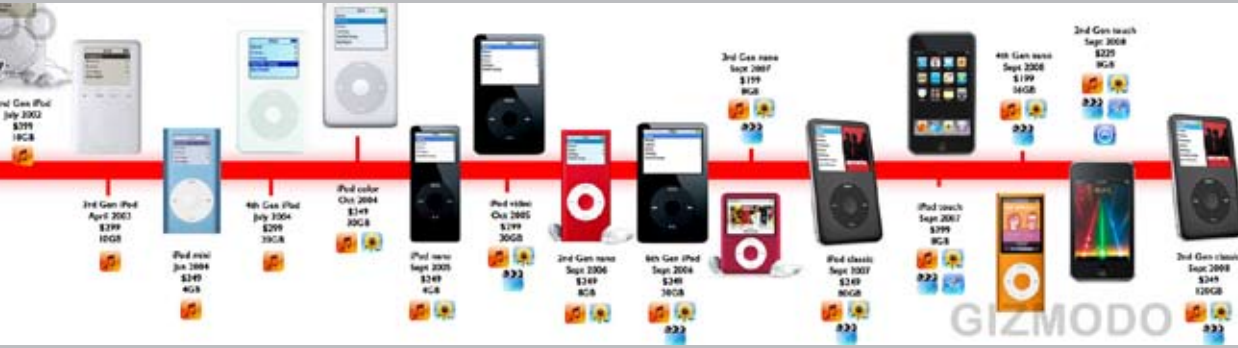 nd Gen iPod
July 2002
$399
10GB
3rd Gen iPod
April 2003
$299
10GB
iPod mini
Jan 2004
$249
4GB
4th Gen iPod
July 2004
$299
20GB
iPod color
Oct 2004
$349
30GB
iPod nano
Sept 2005
$249
4GB
iPod video
Oct 2005
$299
30GB
2nd Gen nano
Sept 2006
$249
8GB
6th Gen iPod
Sept 2006
$249
30GB
3rd Gen nano
Sept 2007
$199
8GB
iPod classic
Sept 2007
$249
80GB
iPod touch
Sept 2007
$299
8GB
4th Gen nano
Sept 2008
$199
16GB
2nd Gen touch
Sept 2008
$229
8GB
2nd Gen classic
Sept 2008
$249
120GB
GIZMODO